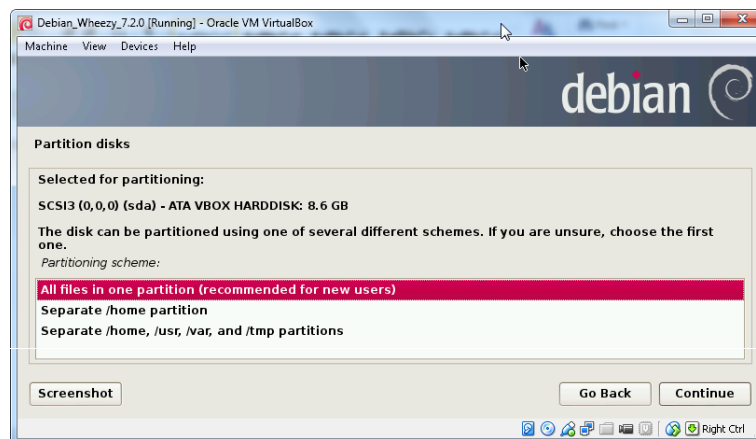 Debian_Wheezy_7.2.0 [Running] - Oracle VM VirtualBox
Machine View Devices Help
debian
Partition disks
Selected for partitioning:
SCSI3 (0,0,0) (sda) - ATA VBOX HARDDISK: 8.6 GB
The disk can be partitioned using one of several different schemes. If you are unsure, choose the first
one.
Partitioning scheme:
All files in one partition (recommended for new users)
Separate /home partition
Separate /home, /usr, /var, and /tmp partitions
Screenshot
Go Back Continue
Right Ctrl